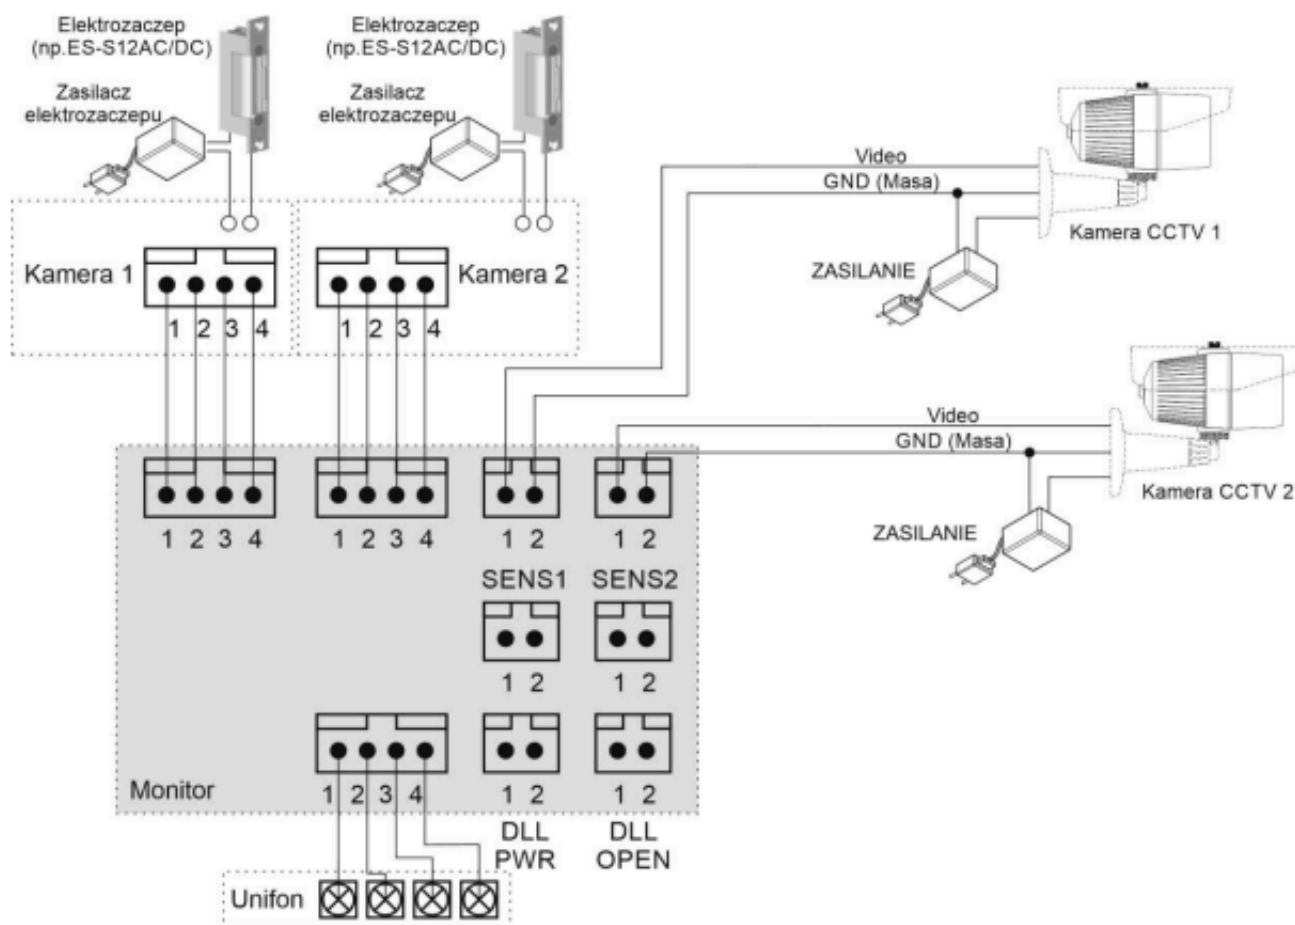 Elektrozaczep
(np.ES-S12AC/DC)
Zasilacz
elektrozaczepu
Elektrozaczep
(np.ES-S12AC/DC)
Zasilacz
elektrozaczepu
Video
GND (Masa)
Kamera CCTV 1
ZASILANIE
Kamera 1
1 2 3 4
Kamera 2
1 2 3 4
Video
GND (Masa)
Kamera CCTV 2
ZASILANIE
1 2 3 4
1 2 3 4
1 2
1 2
SENS1
SENS2
1 2
1 2
Monitor
1 2 3 4
1 2
1 2
DLL
PWR
DLL
OPEN
Unifon